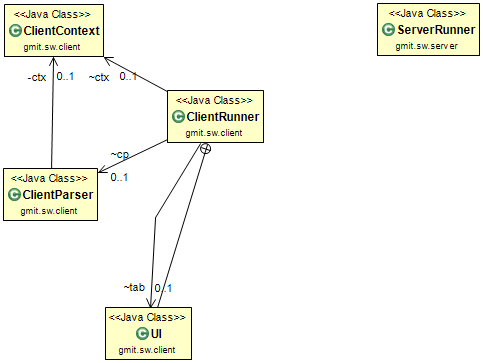 <<Java Class>>
ClientContext
gmit.sw.client
<<Java Class>>
ServerRunner
gmit.sw.server
-ctx 0..1 ~ctx 0..1
<<Java Class>>
ClientRunner
gmit.sw.client
~cp
0..1
<<Java Class>>
ClientParser
gmit.sw.client
~tab 0..1
<<Java Class>>
UI
gmit.sw.client